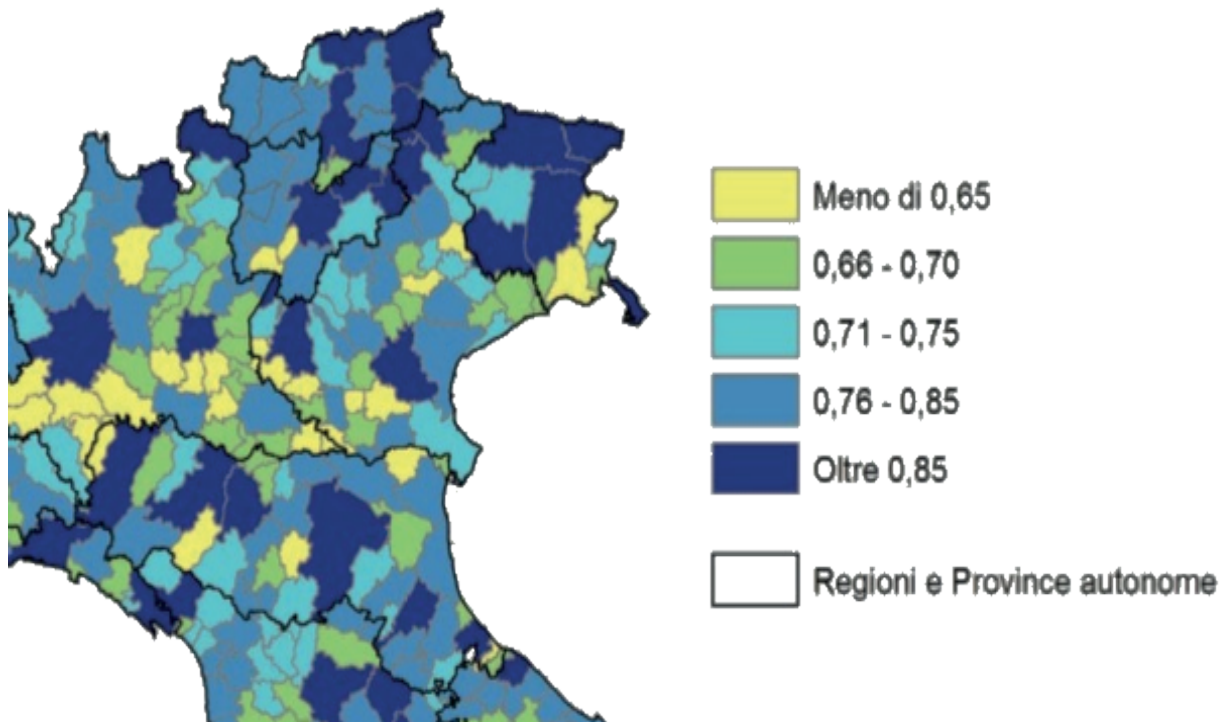 Meno di 0,65
0,66 - 0,70
0,71 - 0,75
0,76 - 0,85
Oltre 0,85
Regioni e Province autonome